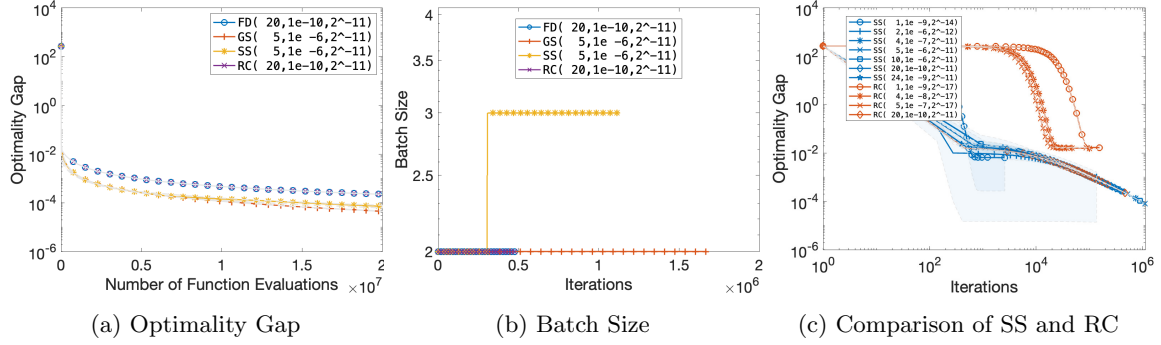 10^4
10^2
10^0
10^-2
10^-4
10^-6
Optimality Gap
FD( 20,1e-10,2^-11)
GS( 5,1e -6,2^-11)
SS( 5,1e -6,2^-11)
RC( 20,1e-10,2^-11)
0 0.5 1 1.5 2
Number of Function Evaluations ×10^7
(a) Optimality Gap
4
3
2.5
2
Batch Size
FD( 20,1e-10,2^-11)
GS( 5,1e -6,2^-11)
SS( 5,1e -6,2^-11)
RC( 20,1e-10,2^-11)
0 0.5 1 1.5 2
Iterations ×10^6
(b) Batch Size
10^4
10^2
10^0
10^-2
10^-4
10^-6
Optimality Gap
SS( 1,1e -9,2^-14)
SS( 2,1e -6,2^-12)
SS( 4,1e -7,2^-11)
SS( 5,1e -6,2^-11)
SS( 10,1e -6,2^-11)
SS( 20,1e-10,2^-11)
SS( 24,1e -9,2^-11)
RC( 1,1e -9,2^-17)
RC( 4,1e -8,2^-17)
RC( 5,1e -7,2^-17)
RC( 20,1e-10,2^-11)
10^0 10^2 10^4 10^6
Iterations
(c) Comparison of SS and RC